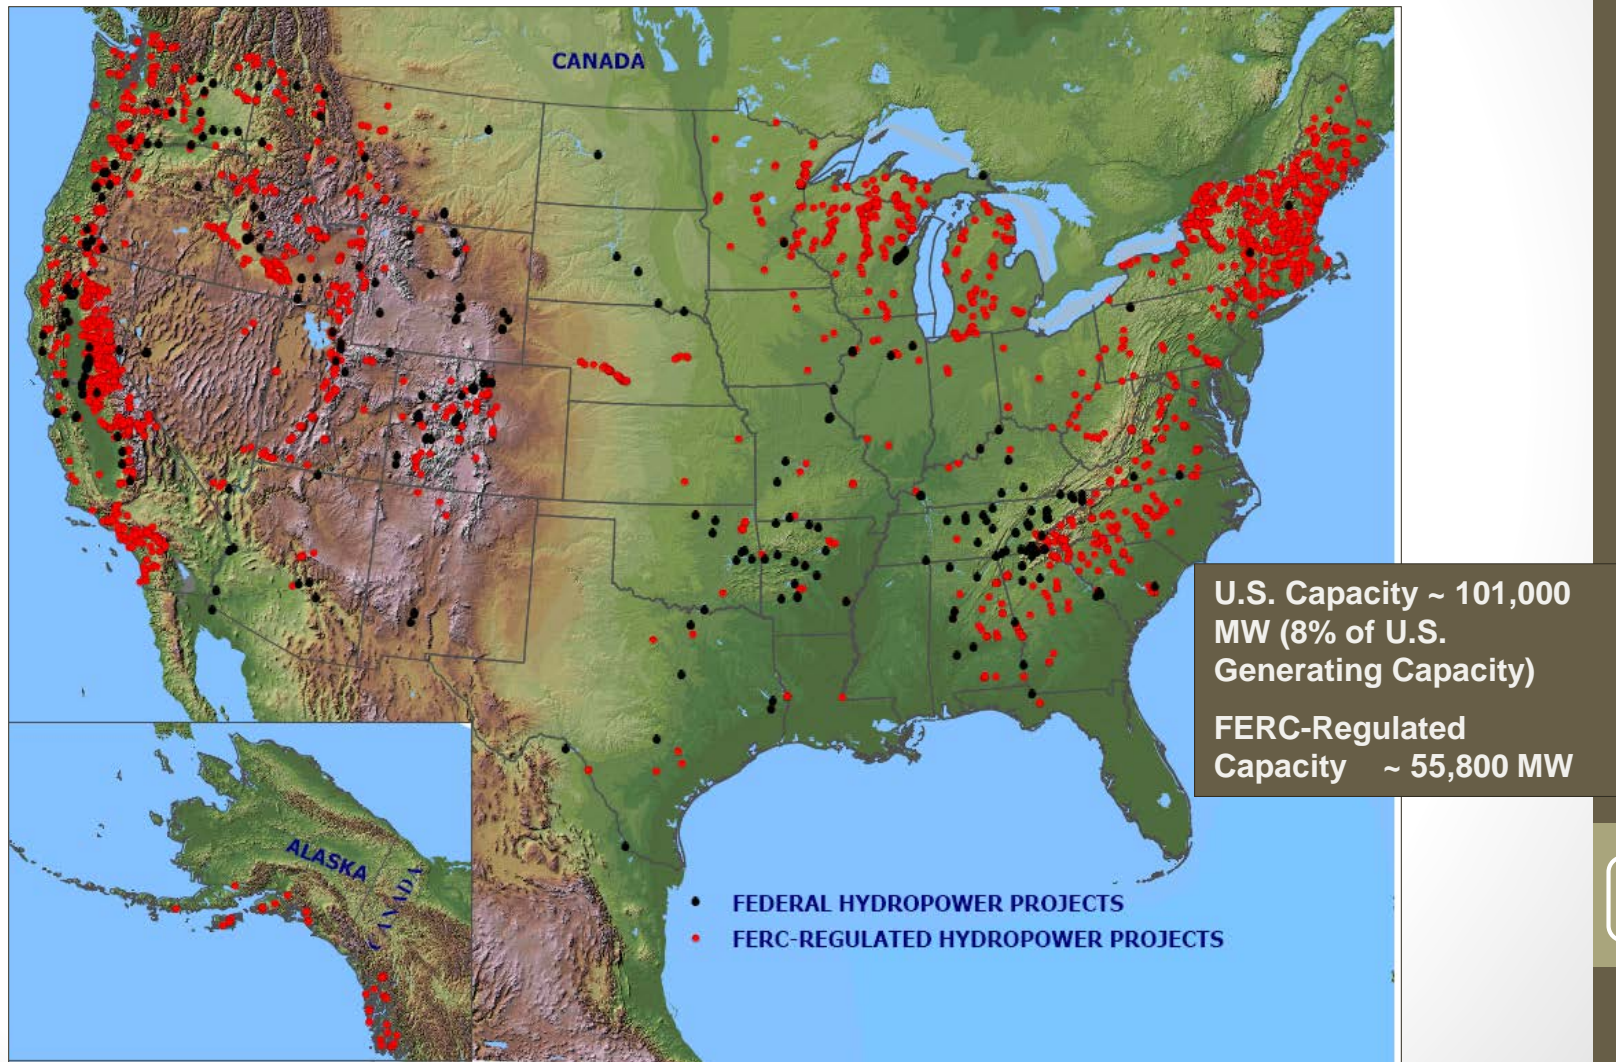 CANADA
U.S. Capacity ~ 101,000
MW (8% of U.S.
Generating Capacity)
FERC-Regulated
Capacity ~ 55,800 MW
ALASKA
CANADA
FEDERAL HYDROPOWER PROJECTS
FERC-REGULATED HYDROPOWER PROJECTS